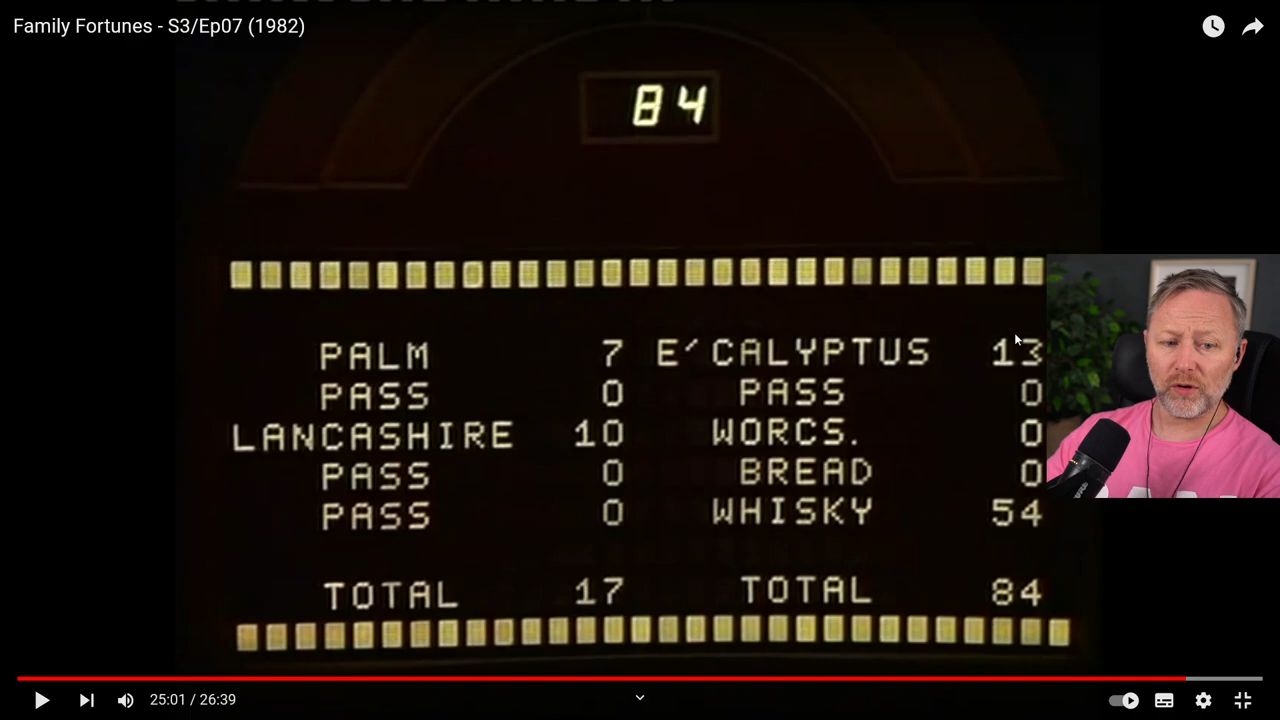 Family Fortunes - S3/Ep07 (1982)
84
PALM 7 E'CALYPTUS 13
PASS 0 PASS 0
LANCASHIRE 10 WORCS. 0
PASS 0 BREAD 0
PASS 0 WHISKY 54
TOTAL 17 TOTAL 84
25:01 / 26:39